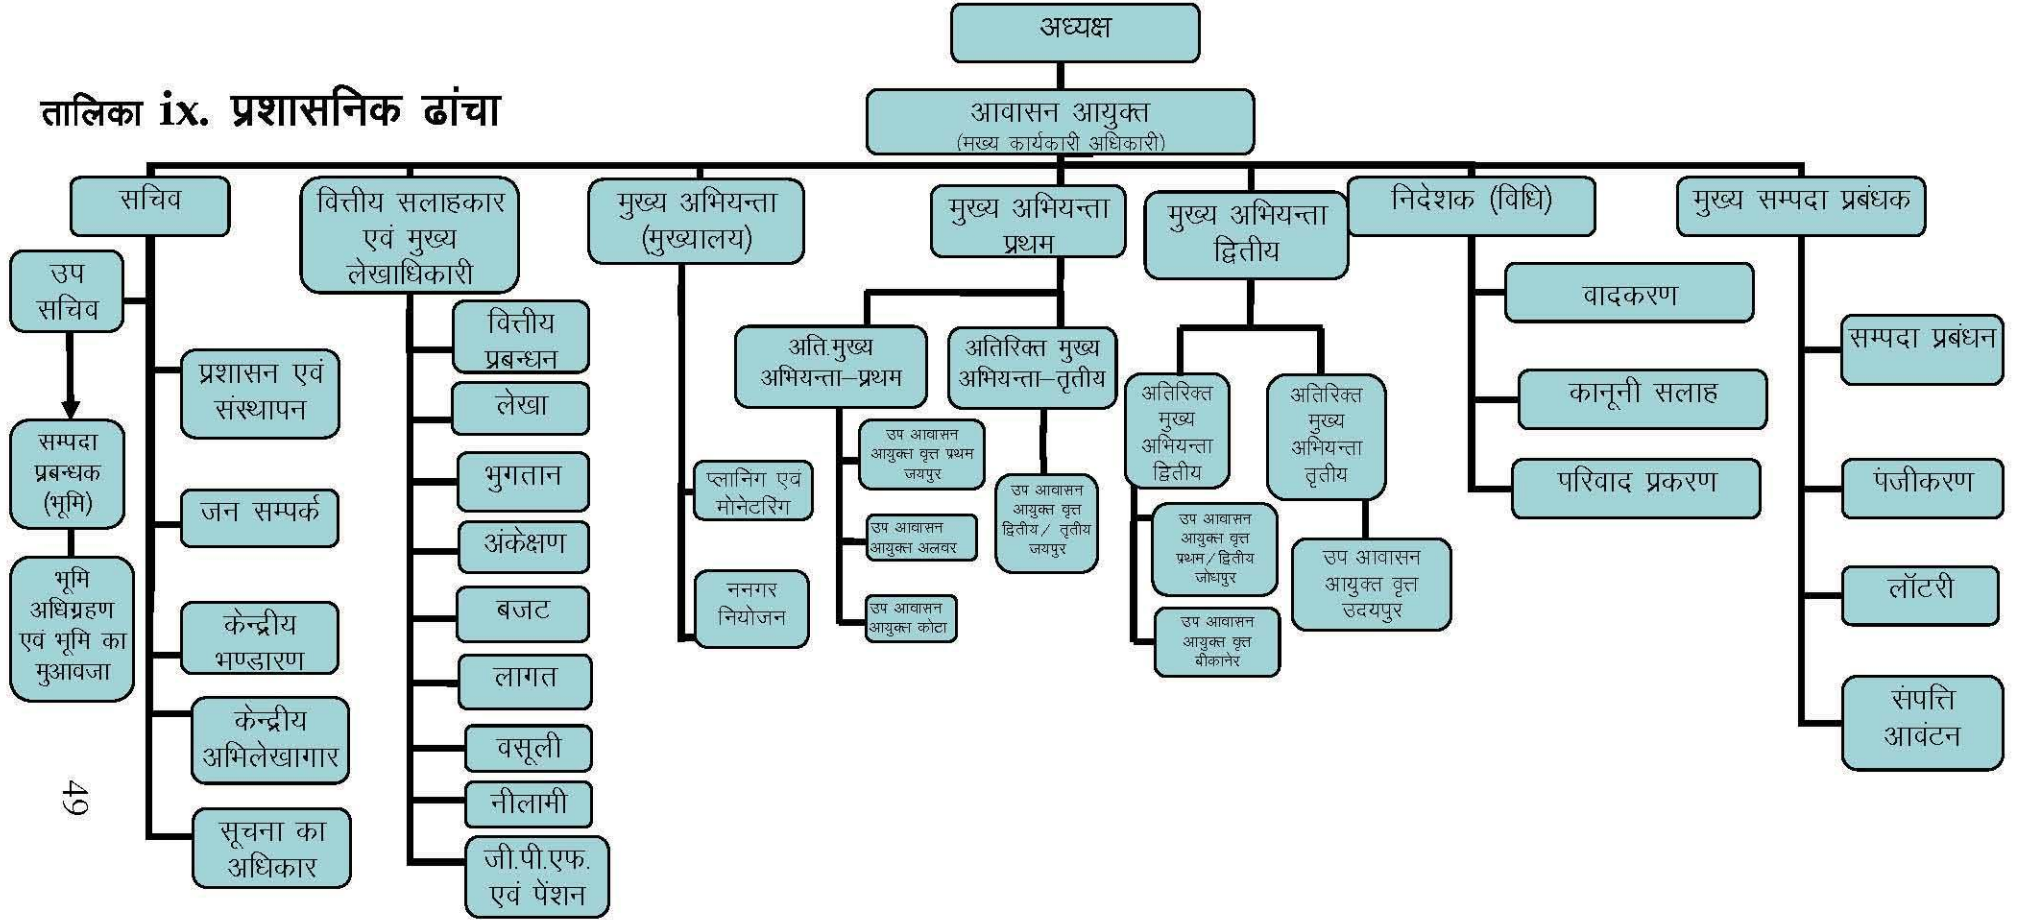 अध्यक्ष
तालिका ix. प्रशासनिक ढांचा
आवासन आयुक्त
(मख्य कार्यकारी अधिकारी)
सचिव
वित्तीय सलाहकार
एवं मुख्य
लेखाधिकारी
मुख्य अभियन्ता
(मुख्यालय)
मुख्य अभियन्ता
प्रथम
मुख्य अभियन्ता
द्वितीय
निदेशक (विधि)
मुख्य सम्पदा प्रबंधक
उप
सचिव
सम्पदा
प्रबन्धक
(भूमि)
भूमि
अधिग्रहण
एवं भूमि का
मुआवजा
प्रशासन एवं
संस्थापन
जन सम्पर्क
केन्द्रीय
भण्डारण
केन्द्रीय
अभिलेखागार
सूचना का
अधिकार
वित्तीय
प्रबन्धन
लेखा
भुगतान
अंकेक्षण
बजट
लागत
वसूली
नीलामी
जी.पी.एफ.
एवं पेंशन
प्लानिग एवं
मोनेटरिंग
ननगर
नियोजन
अति.मुख्य
अभियन्ता–प्रथम
उप आवासन
आयुक्त वृत्त प्रथम
जयपुर
उप आवासन
आयुक्त अलवर
उप आवासन
आयुक्त कोटा
अतिरिक्त मुख्य
अभियन्ता–तृतीय
उप आवासन
आयुक्त वृत्त
द्वितीय / तृतीय
जयपुर
अतिरिक्त
मुख्य
अभियन्ता
द्वितीय
उप आवासन
आयुक्त वृत्त
प्रथम/द्वितीय
जोधपुर
उप आवासन
आयुक्त वृत्त
बीकानेर
अतिरिक्त
मुख्य
अभियन्ता
तृतीय
उप आवासन
आयुक्त वृत्त
उदयपुर
वादकरण
कानूनी सलाह
परिवाद प्रकरण
सम्पदा प्रबंधन
पंजीकरण
लॉटरी
संपत्ति
आवंटन
49